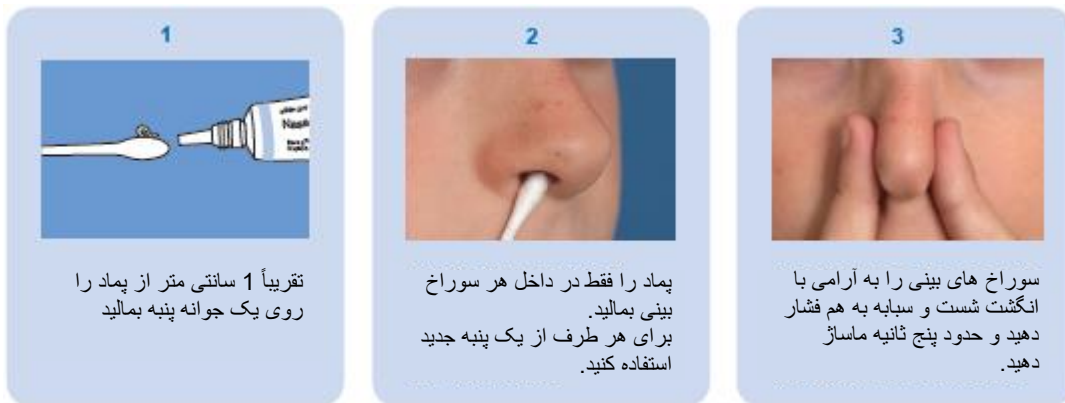 1
تقریباً 1 سانتی متر از پماد را
روی یک جوانه پنبه بمالید
2
پماد را فقط در داخل هر سوراخ
بینی بمالید.
برای هر طرف از یک پنبه جدید
استفاده کنید.
3
سوراخ های بینی را به آرامی با
انگشت شست و سبابه به هم فشار
دهید و حدود پنج ثانیه ماساژ
دهید.